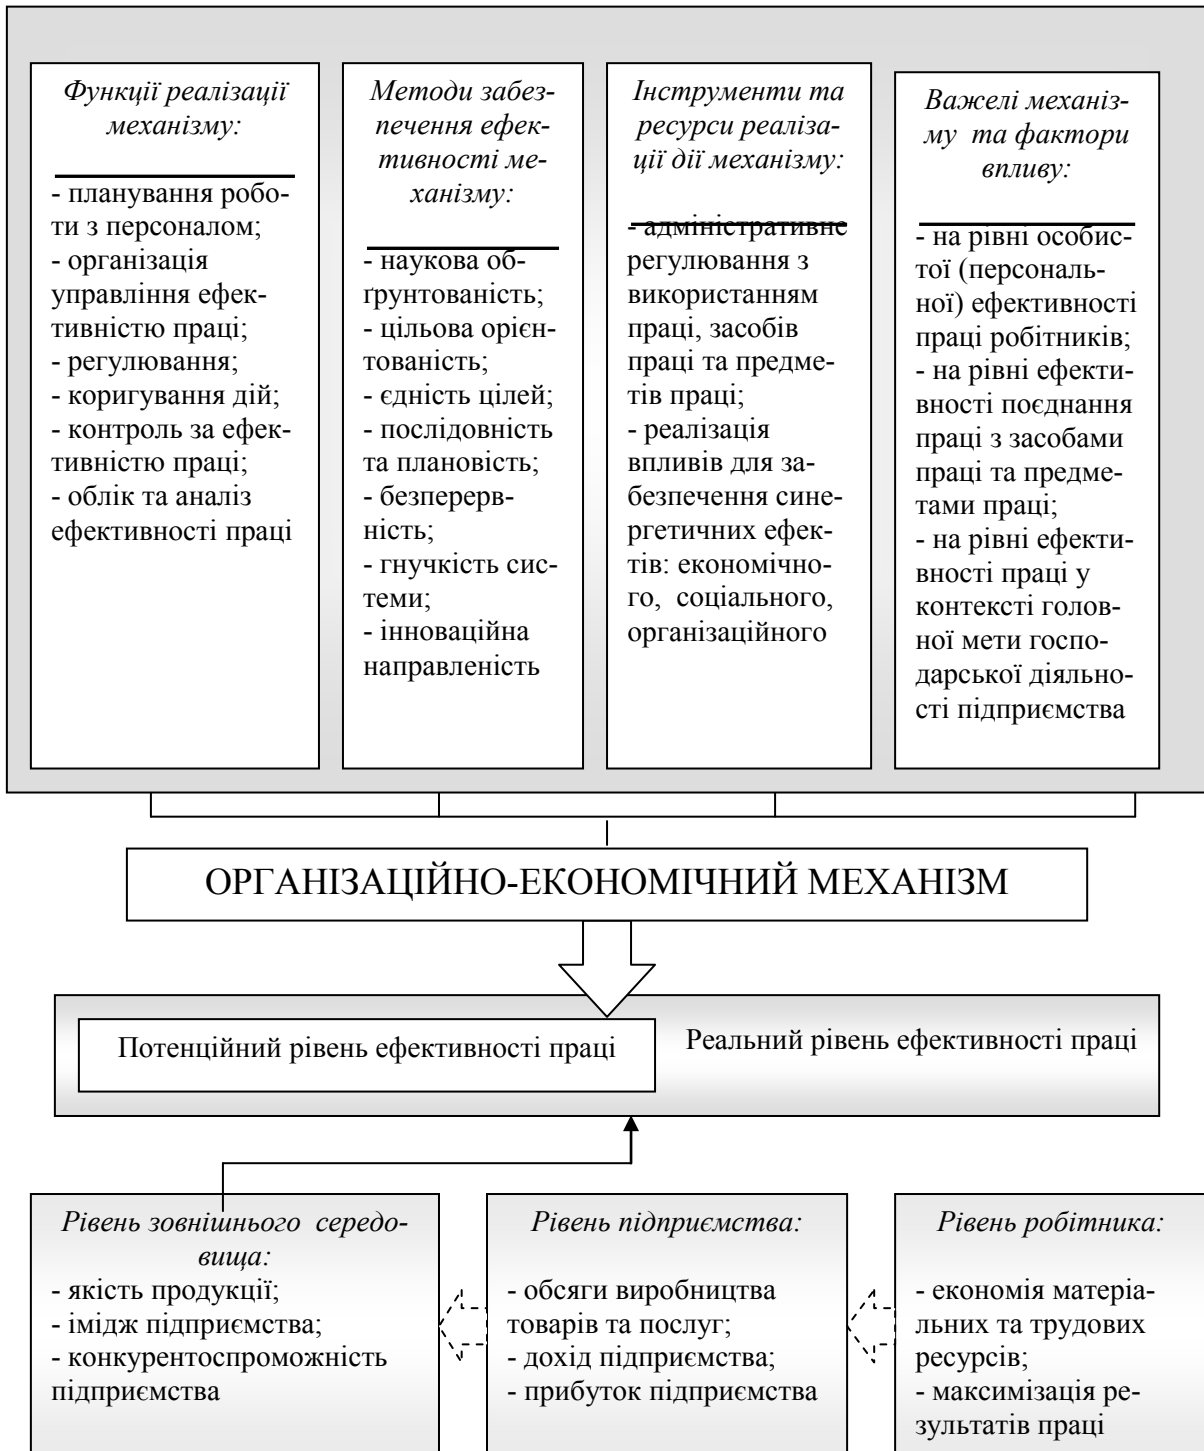 Функції реалізації
механізму:
- планування робо-
ти з персоналом;
- організація
управління ефек-
тивністю праці;
- регулювання;
- коригування дій;
- контроль за ефек-
тивністю праці;
- облік та аналіз
ефективності праці
Методи забез-
печення ефек-
тивності ме-
ханізму:
- наукова об-
ґрунтованість;
- цільова орієн-
тованість;
- єдність цілей;
- послідовність
та плановість;
- безперерв-
ність;
- гнучкість сис-
теми;
- інноваційна
направленість
Інструменти та
ресурси реаліза-
ції дії механізму:
- адміністративне
регулювання з
використанням
праці, засобів
праці та предме-
тів праці;
- реалізація
впливів для за-
безпечення сине-
ргетичних ефек-
тів: економічно-
го, соціального,
організаційного
Важелі механіз-
му та фактори
впливу:
- на рівні особис-
тої (персональ-
ної) ефективності
праці робітників;
- на рівні ефекти-
вності поєднання
праці з засобами
праці та предме-
тами праці;
- на рівні ефекти-
вності праці у
контексті голов-
ної мети госпо-
дарської діяльно-
сті підприємства
ОРГАНІЗАЦІЙНО-ЕКОНОМІЧНИЙ МЕХАНІЗМ
Потенційний рівень ефективності праці
Реальний рівень ефективності праці
Рівень зовнішнього середо-
вища:
- якість продукції;
- імідж підприємства;
- конкурентоспроможність
підприємства
Рівень підприємства:
- обсяги виробництва
товарів та послуг;
- дохід підприємства;
- прибуток підприємства
Рівень робітника:
- економія матеріа-
льних та трудових
ресурсів;
- максимізація ре-
зультатів праці